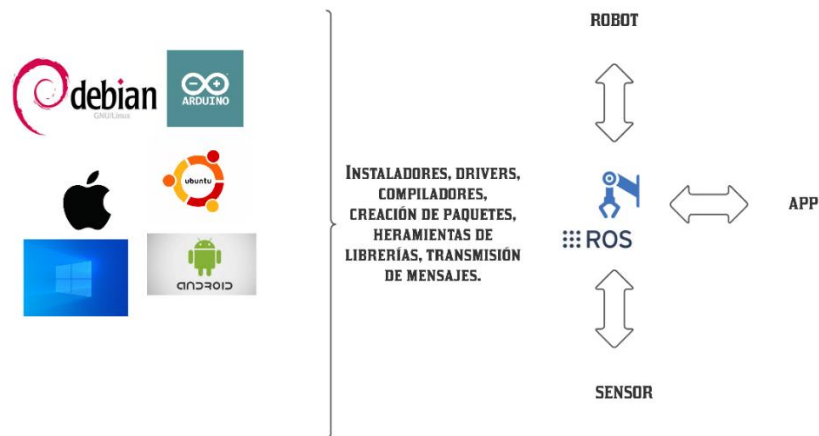 debian
GNU/Linux
ARDUINO
ubuntu
ANDROID
INSTALADORES, DRIVERS,
COMPILADORES,
CREACIÓN DE PAQUETES,
HERAMIENTAS DE
LIBRERÍAS, TRANSMISIÓN
DE MENSAJES.
ROBOT
ROS
APP
SENSOR